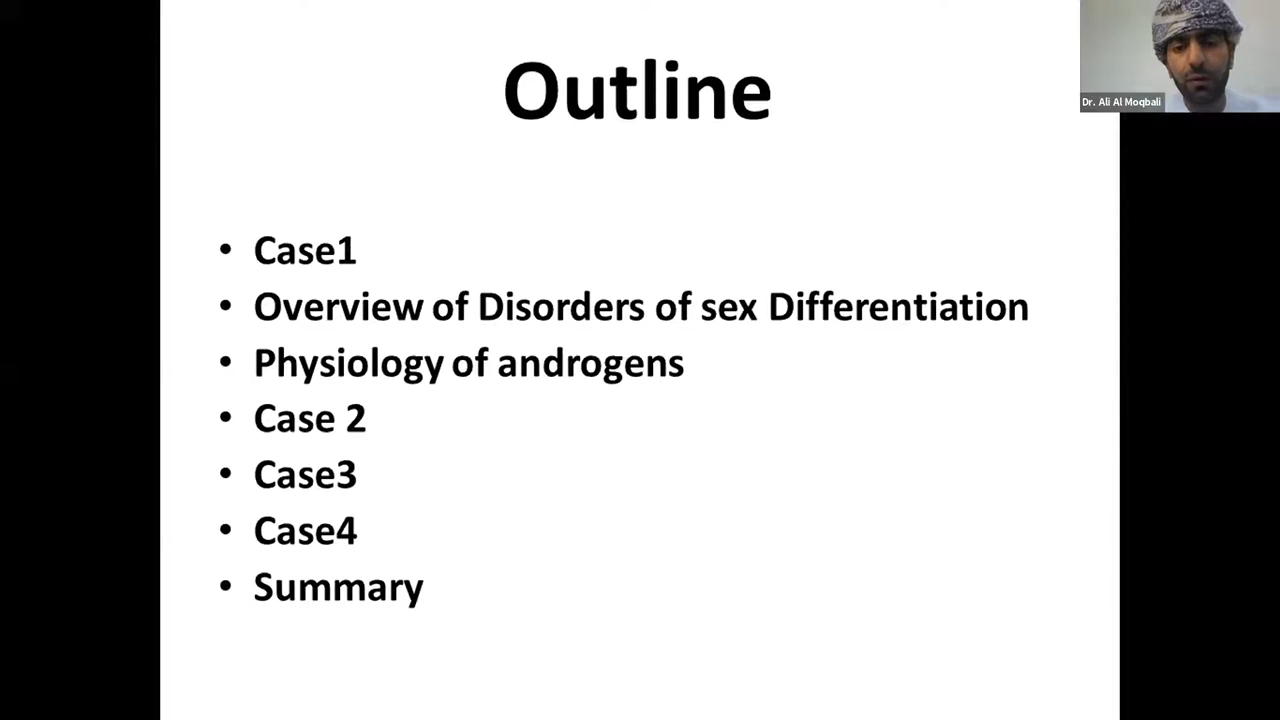 Outline
Dr. Ali Al Moqbali
• Case1
• Overview of Disorders of sex Differentiation
• Physiology of androgens
• Case 2
• Case3
• Case4
• Summary